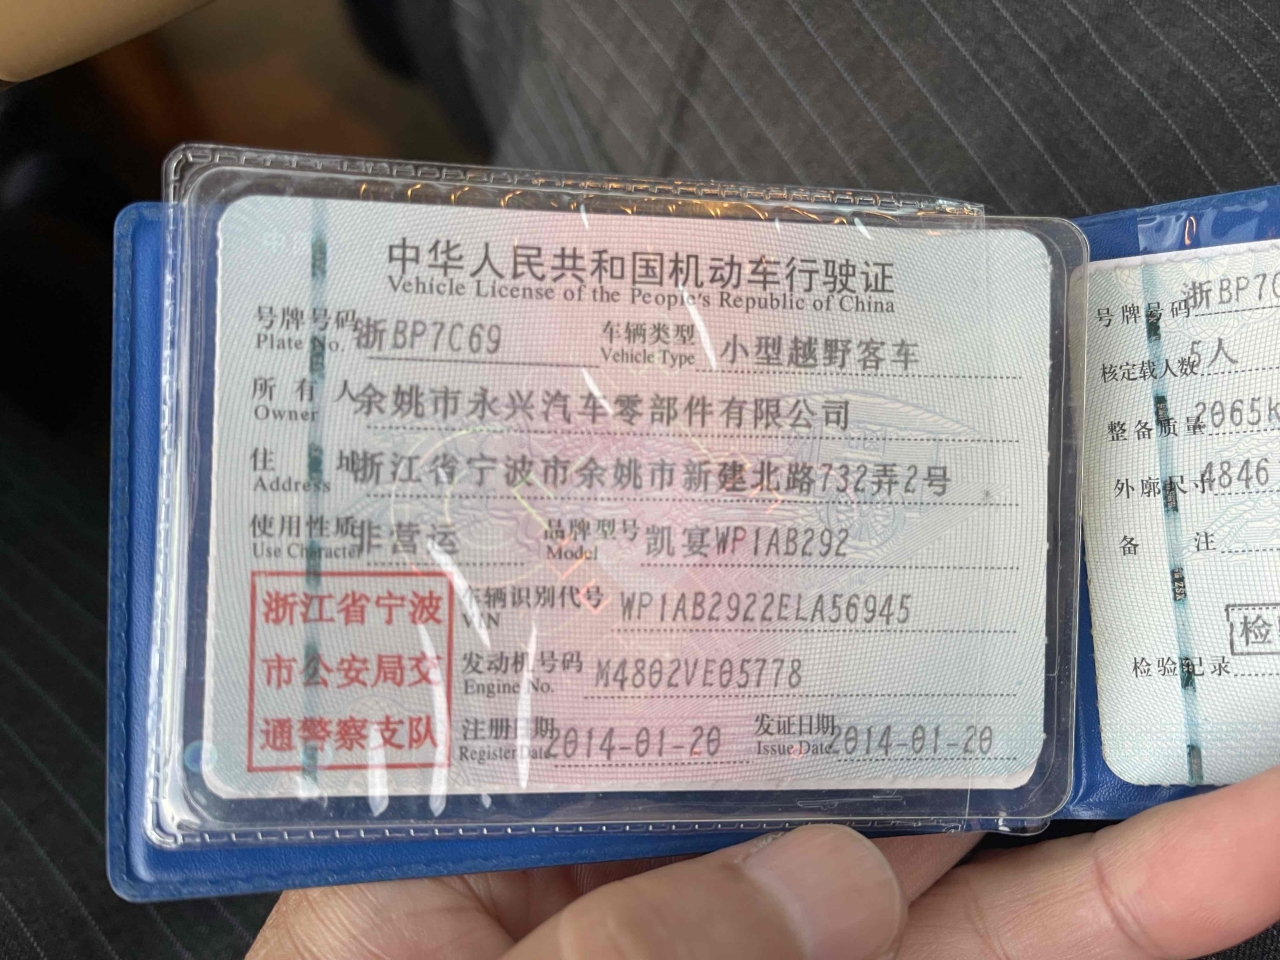 中华人民共和国机动车行驶证
Vehicle License of the People's Republic of China
号牌号码 浙BP7C69 车辆类型 小型越野客车
Plate No. Vehicle Type
所有人 余姚市永兴汽车零部件有限公司
Owner
住址 浙江省宁波市余姚市新建北路732弄2号
Address
使用性质 非营运 品牌型号 凯宴WP1AB292
Use Character Model
浙江省宁波
市公安局交
通警察支队
车辆识别代号 WP1AB2922ELA56945
VIN
发动机号码 M4802VE05778
Engine No.
注册日期 2014-01-20 发证日期 2014-01-20
Register Date Issue Date
号牌号码 浙BP7C
核定载人数 5人
整备质量 2065k
外廓尺寸 4846
备注
检
检验记录